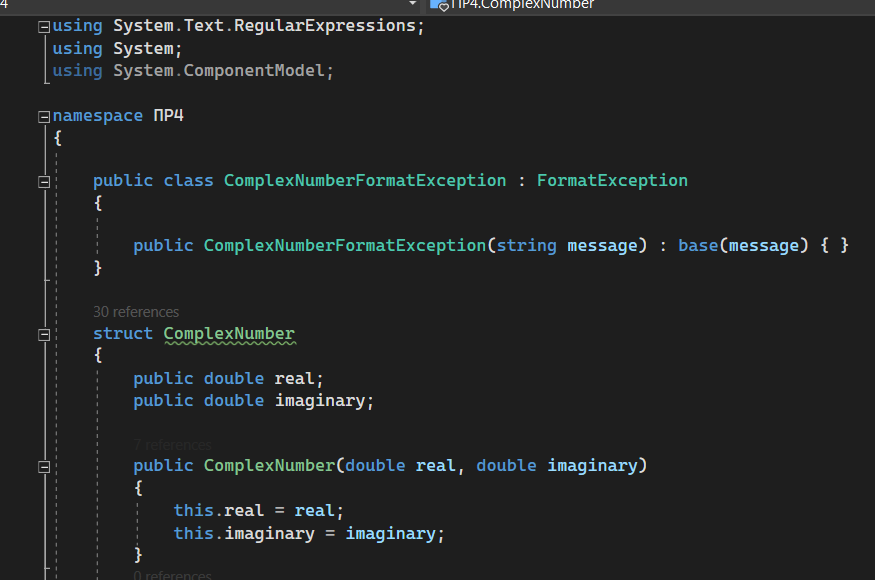 4
ПР4.ComplexNumber
using System.Text.RegularExpressions;
using System;
using System.ComponentModel;
namespace ПР4
{
public class ComplexNumberFormatException : FormatException
{
public ComplexNumberFormatException(string message) : base(message) { }
}
30 references
struct ComplexNumber
{
public double real;
public double imaginary;
7 references
public ComplexNumber(double real, double imaginary)
{
this.real = real;
this.imaginary = imaginary;
}
0 references